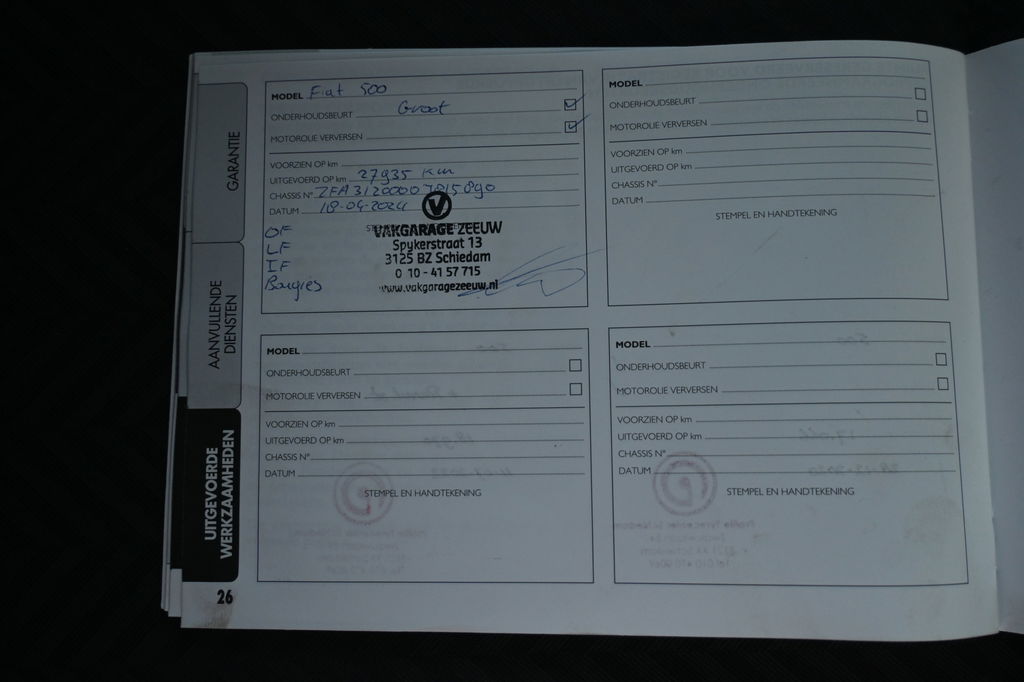 GARANTIE
AANVULLENDE
DIENSTEN
UITGEVOERDE
WERKZAAMHEDEN
26
MODEL Fiat 500
ONDERHOUDSBEURT Groot
MOTOROLIE VERVERSEN
VOORZIEN OP km
UITGEVOERD OP km 27935 km
CHASSIS N° ZFA3120000
DATUM 18-04-2024
OF
LF
IF
Bougies
VAKGARAGE ZEEUW
Spykerstraat 13
3125 BZ Schiedam
0 10 - 41 57 715
www.vakgaragezeeuw.nl
MODEL
ONDERHOUDSBEURT
MOTOROLIE VERVERSEN
VOORZIEN OP km
UITGEVOERD OP km
CHASSIS N°
DATUM
STEMPEL EN HANDTEKENING
MODEL
ONDERHOUDSBEURT
MOTOROLIE VERVERSEN
VOORZIEN OP km
UITGEVOERD OP km
CHASSIS N°
DATUM
STEMPEL EN HANDTEKENING
MODEL
ONDERHOUDSBEURT
MOTOROLIE VERVERSEN
VOORZIEN OP km
UITGEVOERD OP km
CHASSIS N°
DATUM
STEMPEL EN HANDTEKENING